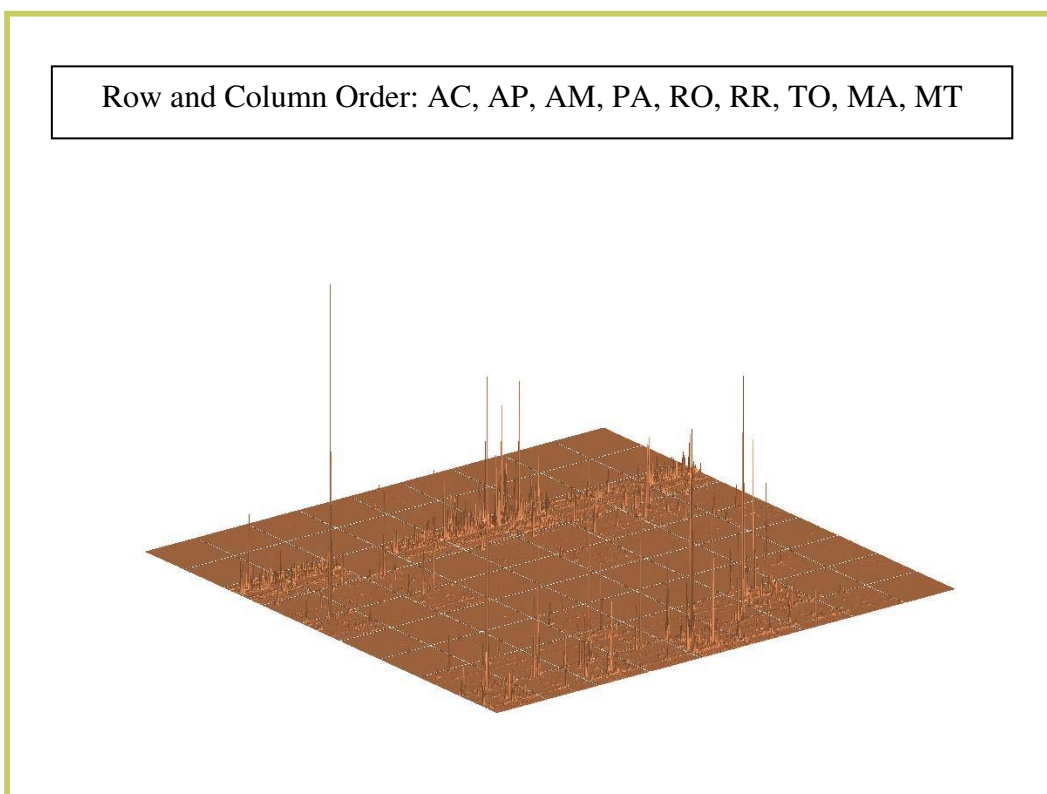 Row and Column Order: AC, AP, AM, PA, RO, RR, TO, MA, MT